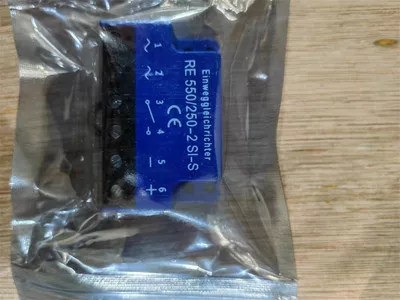 Einweggleichrichter
RE 550/250-2 SI-S
CE
1 2 3 4 5 6
~ ~ − +